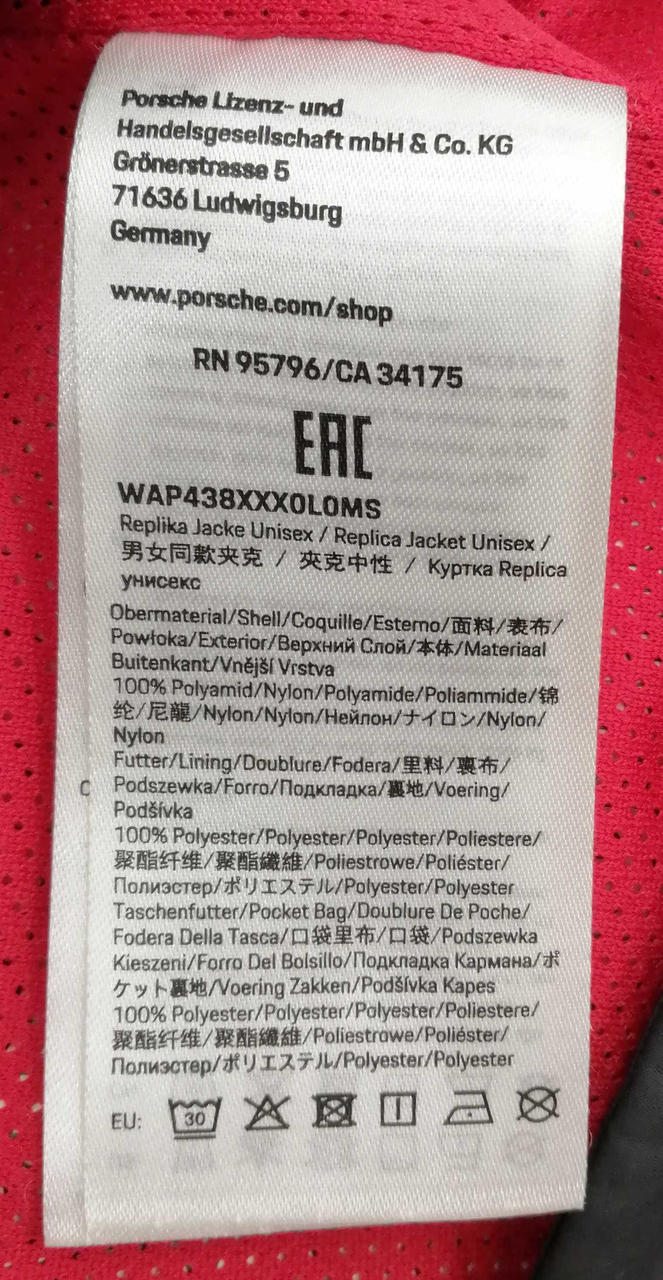 Porsche Lizenz- und
Handelsgesellschaft mbH & Co. KG
Grönerstrasse 5
71636 Ludwigsburg
Germany
www.porsche.com/shop
RN 95796/CA 34175
EAC
WAP438XXX0L0MS
Replika Jacke Unisex / Replica Jacket Unisex /
男女同款夹克 / 夾克中性 / Куртка Replica
унисекс
Obermaterial/Shell/Coquille/Esterno/面料/表布/
Powłoka/Exterior/Верхний Слой/本体/Materiaal
Buitenkant/Vnější Vrstva
100% Polyamid/Nylon/Polyamide/Poliammide/锦
纶/尼龍/Nylon/Nylon/Нейлон/ナイロン/Nylon/
Nylon
Futter/Lining/Doublure/Fodera/里料/裏布/
Podszewka/Forro/Подкладка/裏地/Voering/
Podšívka
100% Polyester/Polyester/Polyester/Poliestere/
聚酯纤维/聚酯纖維/Poliestrowe/Poliéster/
Полиэстер/ポリエステル/Polyester/Polyester
Taschenfutter/Pocket Bag/Doublure De Poche/
Fodera Della Tasca/口袋里布/口袋/Podszewka
Kieszeni/Forro Del Bolsillo/Подкладка Кармана/ポ
ケット裏地/Voering Zakken/Podšívka Kapes
100% Polyester/Polyester/Polyester/Poliestere/
聚酯纤维/聚酯纖維/Poliestrowe/Poliéster/
Полиэстер/ポリエステル/Polyester/Polyester
EU: 30